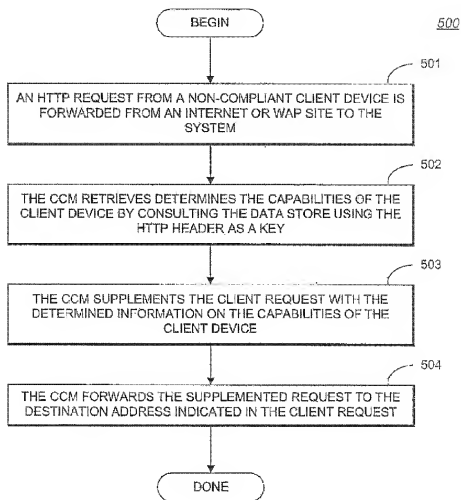 BEGIN
500
501
AN HTTP REQUEST FROM A NON-COMPLIANT CLIENT DEVICE IS
FORWARDED FROM AN INTERNET OR WAP SITE TO THE
SYSTEM
502
THE CCM RETRIEVES DETERMINES THE CAPABILITIES OF THE
CLIENT DEVICE BY CONSULTING THE DATA STORE USING THE
HTTP HEADER AS A KEY
503
THE CCM SUPPLEMENTS THE CLIENT REQUEST WITH THE
DETERMINED INFORMATION ON THE CAPABILITIES OF THE
CLIENT DEVICE
504
THE CCM FORWARDS THE SUPPLEMENTED REQUEST TO THE
DESTINATION ADDRESS INDICATED IN THE CLIENT REQUEST
DONE